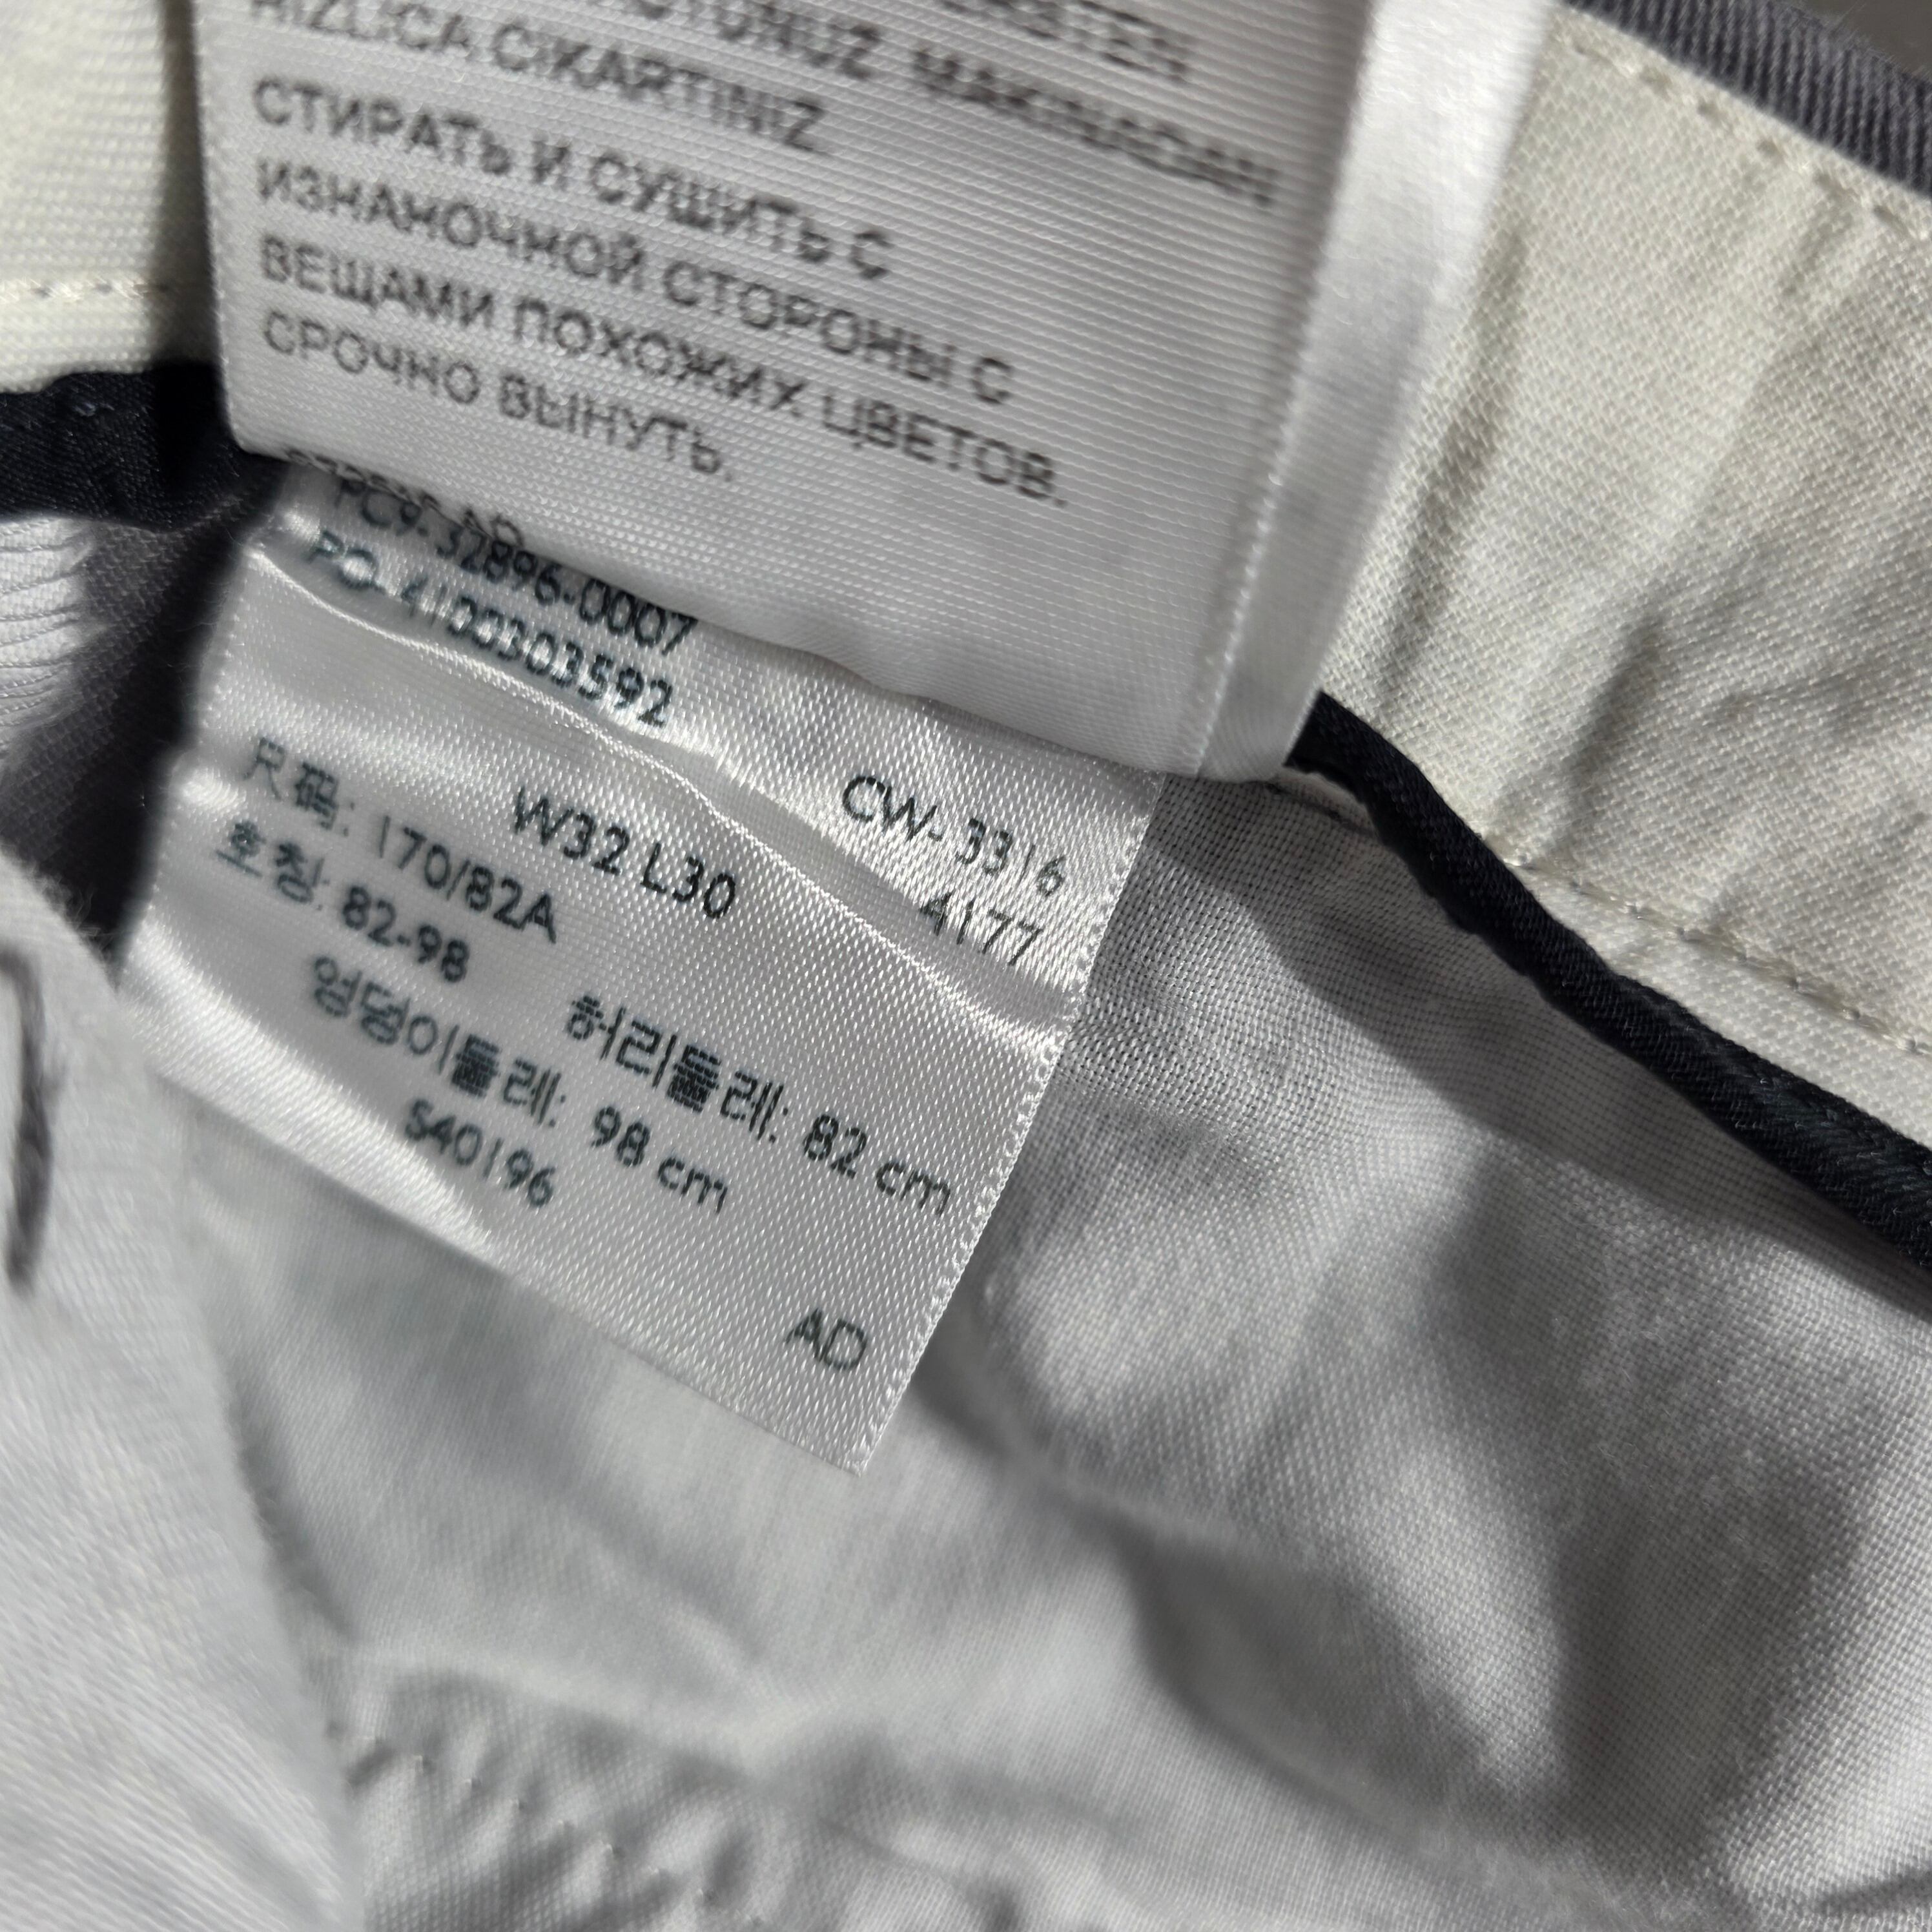 MAKINADAN
HIZLICA CIKARTINIZ
СТИРАТЬ И СУШИТЬ С
ИЗНАНОЧНОЙ СТОРОНЫ С
ВЕЩАМИ ПОХОЖИХ ЦВЕТОВ.
СРОЧНО ВЫНУТЬ.
PC9-32896-0007
PO-4100303592
CW-3316
4177
W32 L30
尺码: 170/82A
호칭: 82-98
허리둘레: 82 cm
엉덩이둘레: 98 cm
S40196
AD